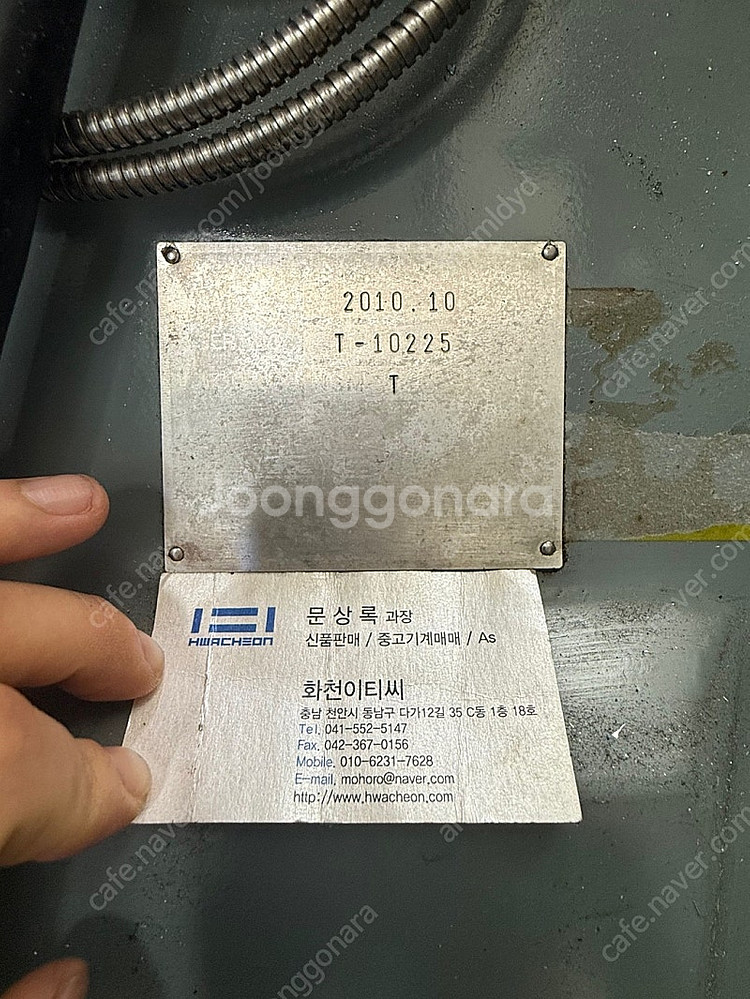 2010.10
T-10225
T
Joonggonara
HWACHEON
문상록 과장
신품판매 / 중고기계매매 / As
화천이티씨
충남 천안시 동남구 다가12길 35 C동 1층 18호
Tel. 041-552-5147
Fax. 042-367-0156
Mobile. 010-6231-7628
E-mail. mohoro@naver.com
http://www.hwacheon.com